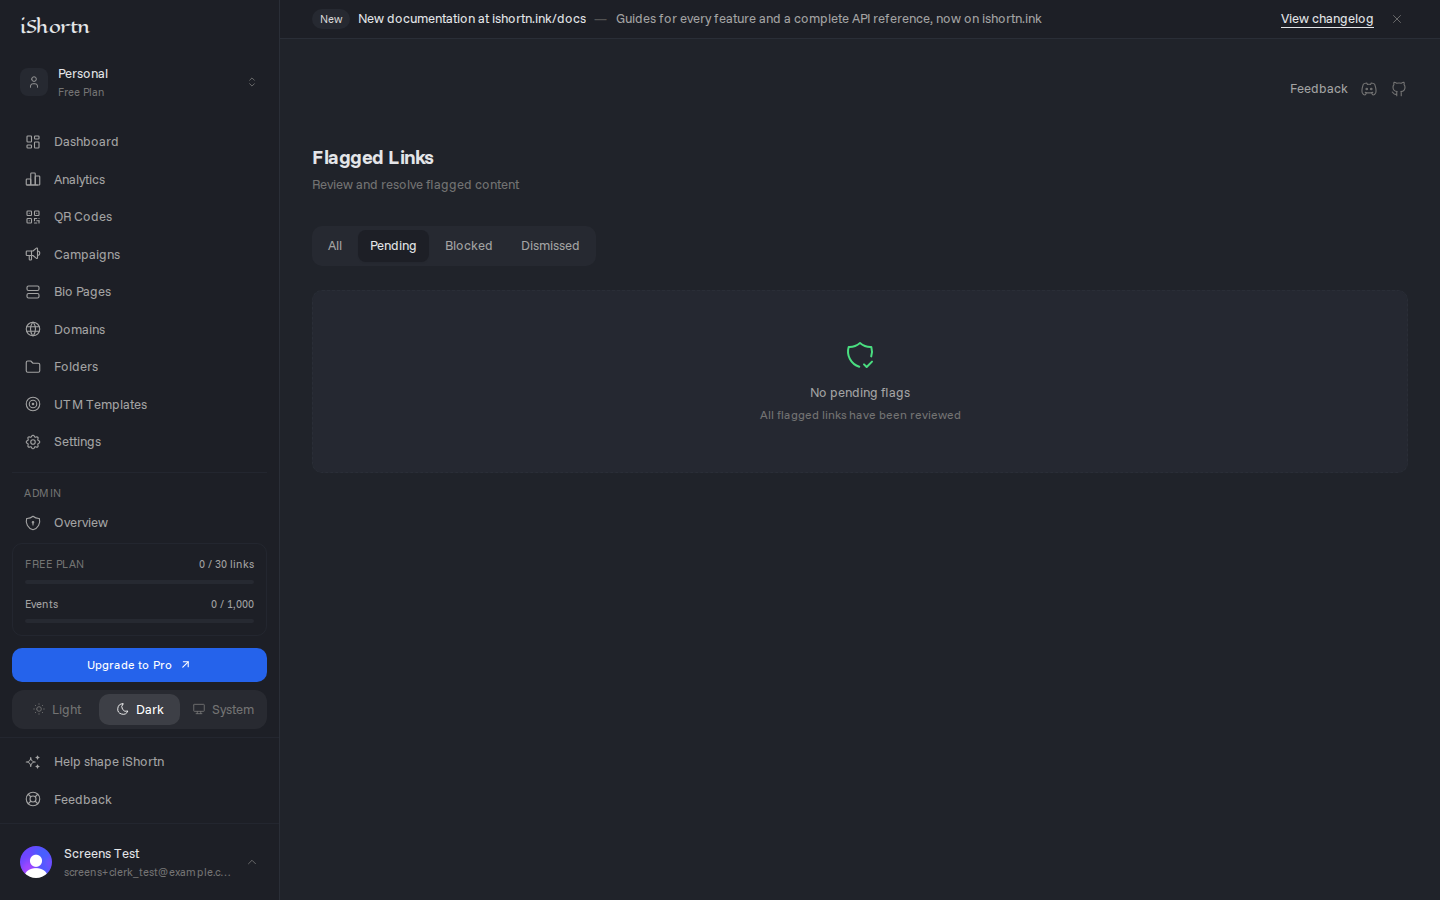 iShortn
Personal
Free Plan
Dashboard
Analytics
QR Codes
Campaigns
Bio Pages
Domains
Folders
UTM Templates
Settings
ADMIN
Overview
FREE PLAN 0 / 30 links
Events 0 / 1,000
Upgrade to Pro
Light Dark System
Help shape iShortn
Feedback
Screens Test
screens+clerk_test@example.c...
New New documentation at ishortn.ink/docs — Guides for every feature and a complete API reference, now on ishortn.ink View changelog
Feedback
Flagged Links
Review and resolve flagged content
All Pending Blocked Dismissed
No pending flags
All flagged links have been reviewed